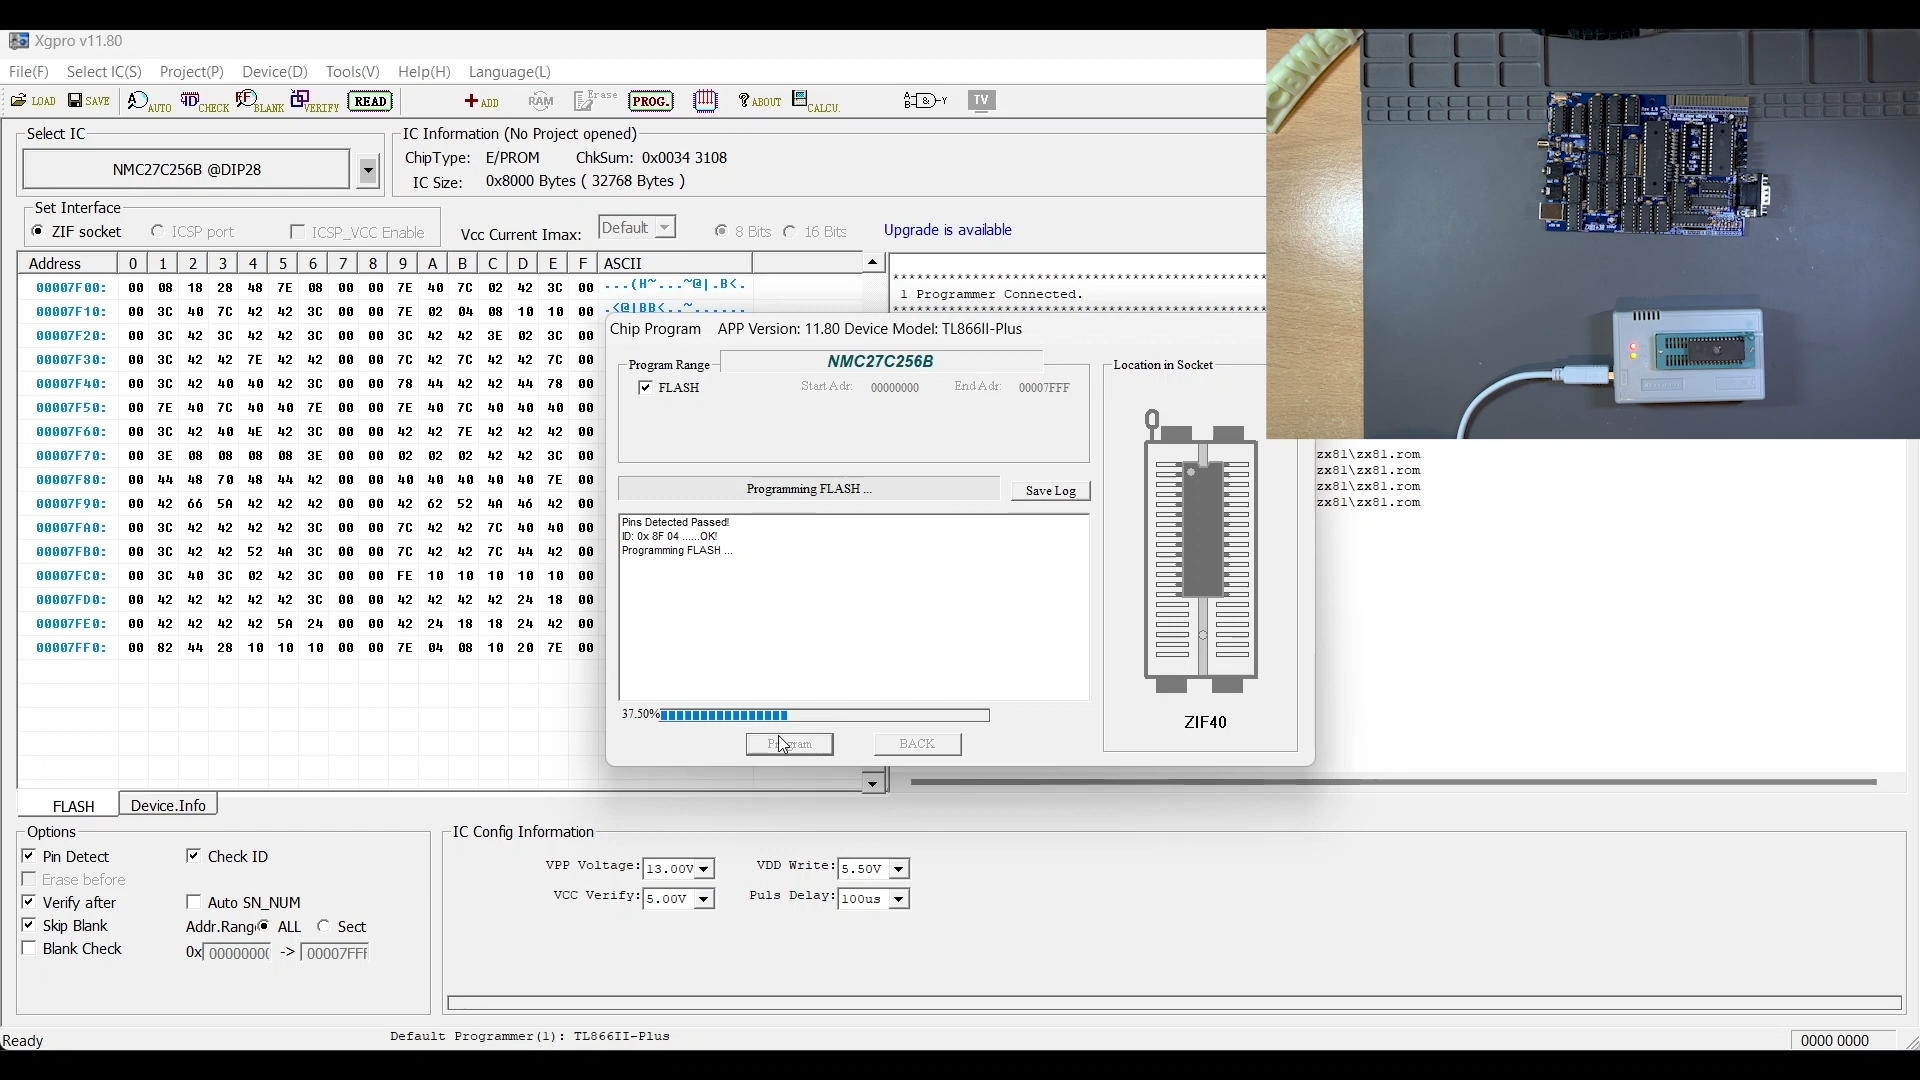 Xgpro v11.80
File(F) Select IC(S) Project(P) Device(D) Tools(V) Help(H) Language(L)
LOAD SAVE AUTO CHECK BLANK VERIFY READ ADD RAM Erase PROG. ABOUT CALCU. TV
Select IC
NMC27C256B @DIP28
IC Information (No Project opened)
ChipType: E/PROM ChkSum: 0x0034 3108
IC Size: 0x8000 Bytes ( 32768 Bytes )
Set Interface
ZIF socket ICSP port ICSP_VCC Enable
Vcc Current Imax: Default 8 Bits 16 Bits Upgrade is available
Address 0 1 2 3 4 5 6 7 8 9 A B C D E F ASCII
00007F00: 00 08 18 28 48 7E 08 00 00 7E 40 7C 02 42 3C 00 ...(H~...~@|.B<.
00007F10: 00 3C 40 7C 42 42 3C 00 00 7E 02 04 08 10 10 00 .<@|BB<..~......
00007F20: 00 3C 42 3C 42 42 3C 00 00 3C 42 42 3E 02 3C 00
00007F30: 00 3C 42 42 7E 42 42 00 00 7C 42 7C 42 42 7C 00
00007F40: 00 3C 42 40 40 42 3C 00 00 78 44 42 42 44 78 00
00007F50: 00 7E 40 7C 40 40 7E 00 00 7E 40 7C 40 40 40 00
00007F60: 00 3C 42 40 4E 42 3C 00 00 42 42 7E 42 42 42 00
00007F70: 00 3E 08 08 08 08 3E 00 00 02 02 02 42 42 3C 00
00007F80: 00 44 48 70 48 44 42 00 00 40 40 40 40 40 7E 00
00007F90: 00 42 66 5A 42 42 42 00 00 42 62 52 4A 46 42 00
00007FA0: 00 3C 42 42 42 42 3C 00 00 7C 42 42 7C 40 40 00
00007FB0: 00 3C 42 42 52 4A 3C 00 00 7C 42 42 7C 44 42 00
00007FC0: 00 3C 40 3C 02 42 3C 00 00 FE 10 10 10 10 10 00
00007FD0: 00 42 42 42 42 42 3C 00 00 42 42 42 42 24 18 00
00007FE0: 00 42 42 42 42 5A 24 00 00 42 24 18 18 24 42 00
00007FF0: 00 82 44 28 10 10 10 00 00 7E 04 08 10 20 7E 00
1 Programmer Connected.
zx81\zx81.rom
zx81\zx81.rom
zx81\zx81.rom
zx81\zx81.rom
Chip Program APP Version: 11.80 Device Model: TL866II-Plus
Program Range NMC27C256B
FLASH Start Adr: 00000000 End Adr: 00007FFF
Programming FLASH ... Save Log
Pins Detected Passed!
ID: 0x 8F 04 ......OK!
Programming FLASH ...
37.50%
Program BACK
Location in Socket
ZIF40
FLASH Device.Info
Options
Pin Detect Check ID
Erase before
Verify after Auto SN_NUM
Skip Blank Addr.Rang ALL Sect
Blank Check 0x 0000000 -> 00007FFF
IC Config Information
VPP Voltage: 13.00V VDD Write: 5.50V
VCC Verify: 5.00V Puls Delay: 100us
Ready Default Programmer(1): TL866II-Plus 0000 0000